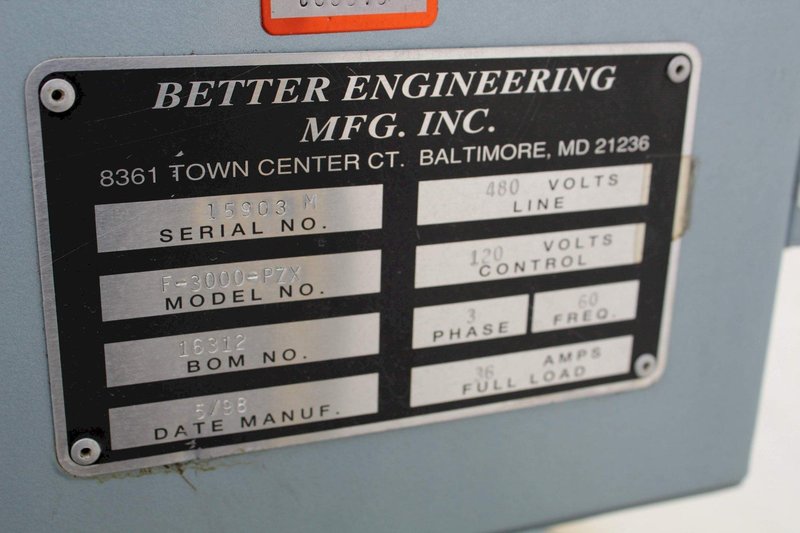 BETTER ENGINEERING
MFG. INC.
8361 TOWN CENTER CT. BALTIMORE, MD 21236
15903 M
SERIAL NO.
F-3000-PZX
MODEL NO.
16312
BOM NO.
5/98
DATE MANUF.
480 VOLTS
LINE
120 VOLTS
CONTROL
3
PHASE
60
FREQ.
36 AMPS
FULL LOAD